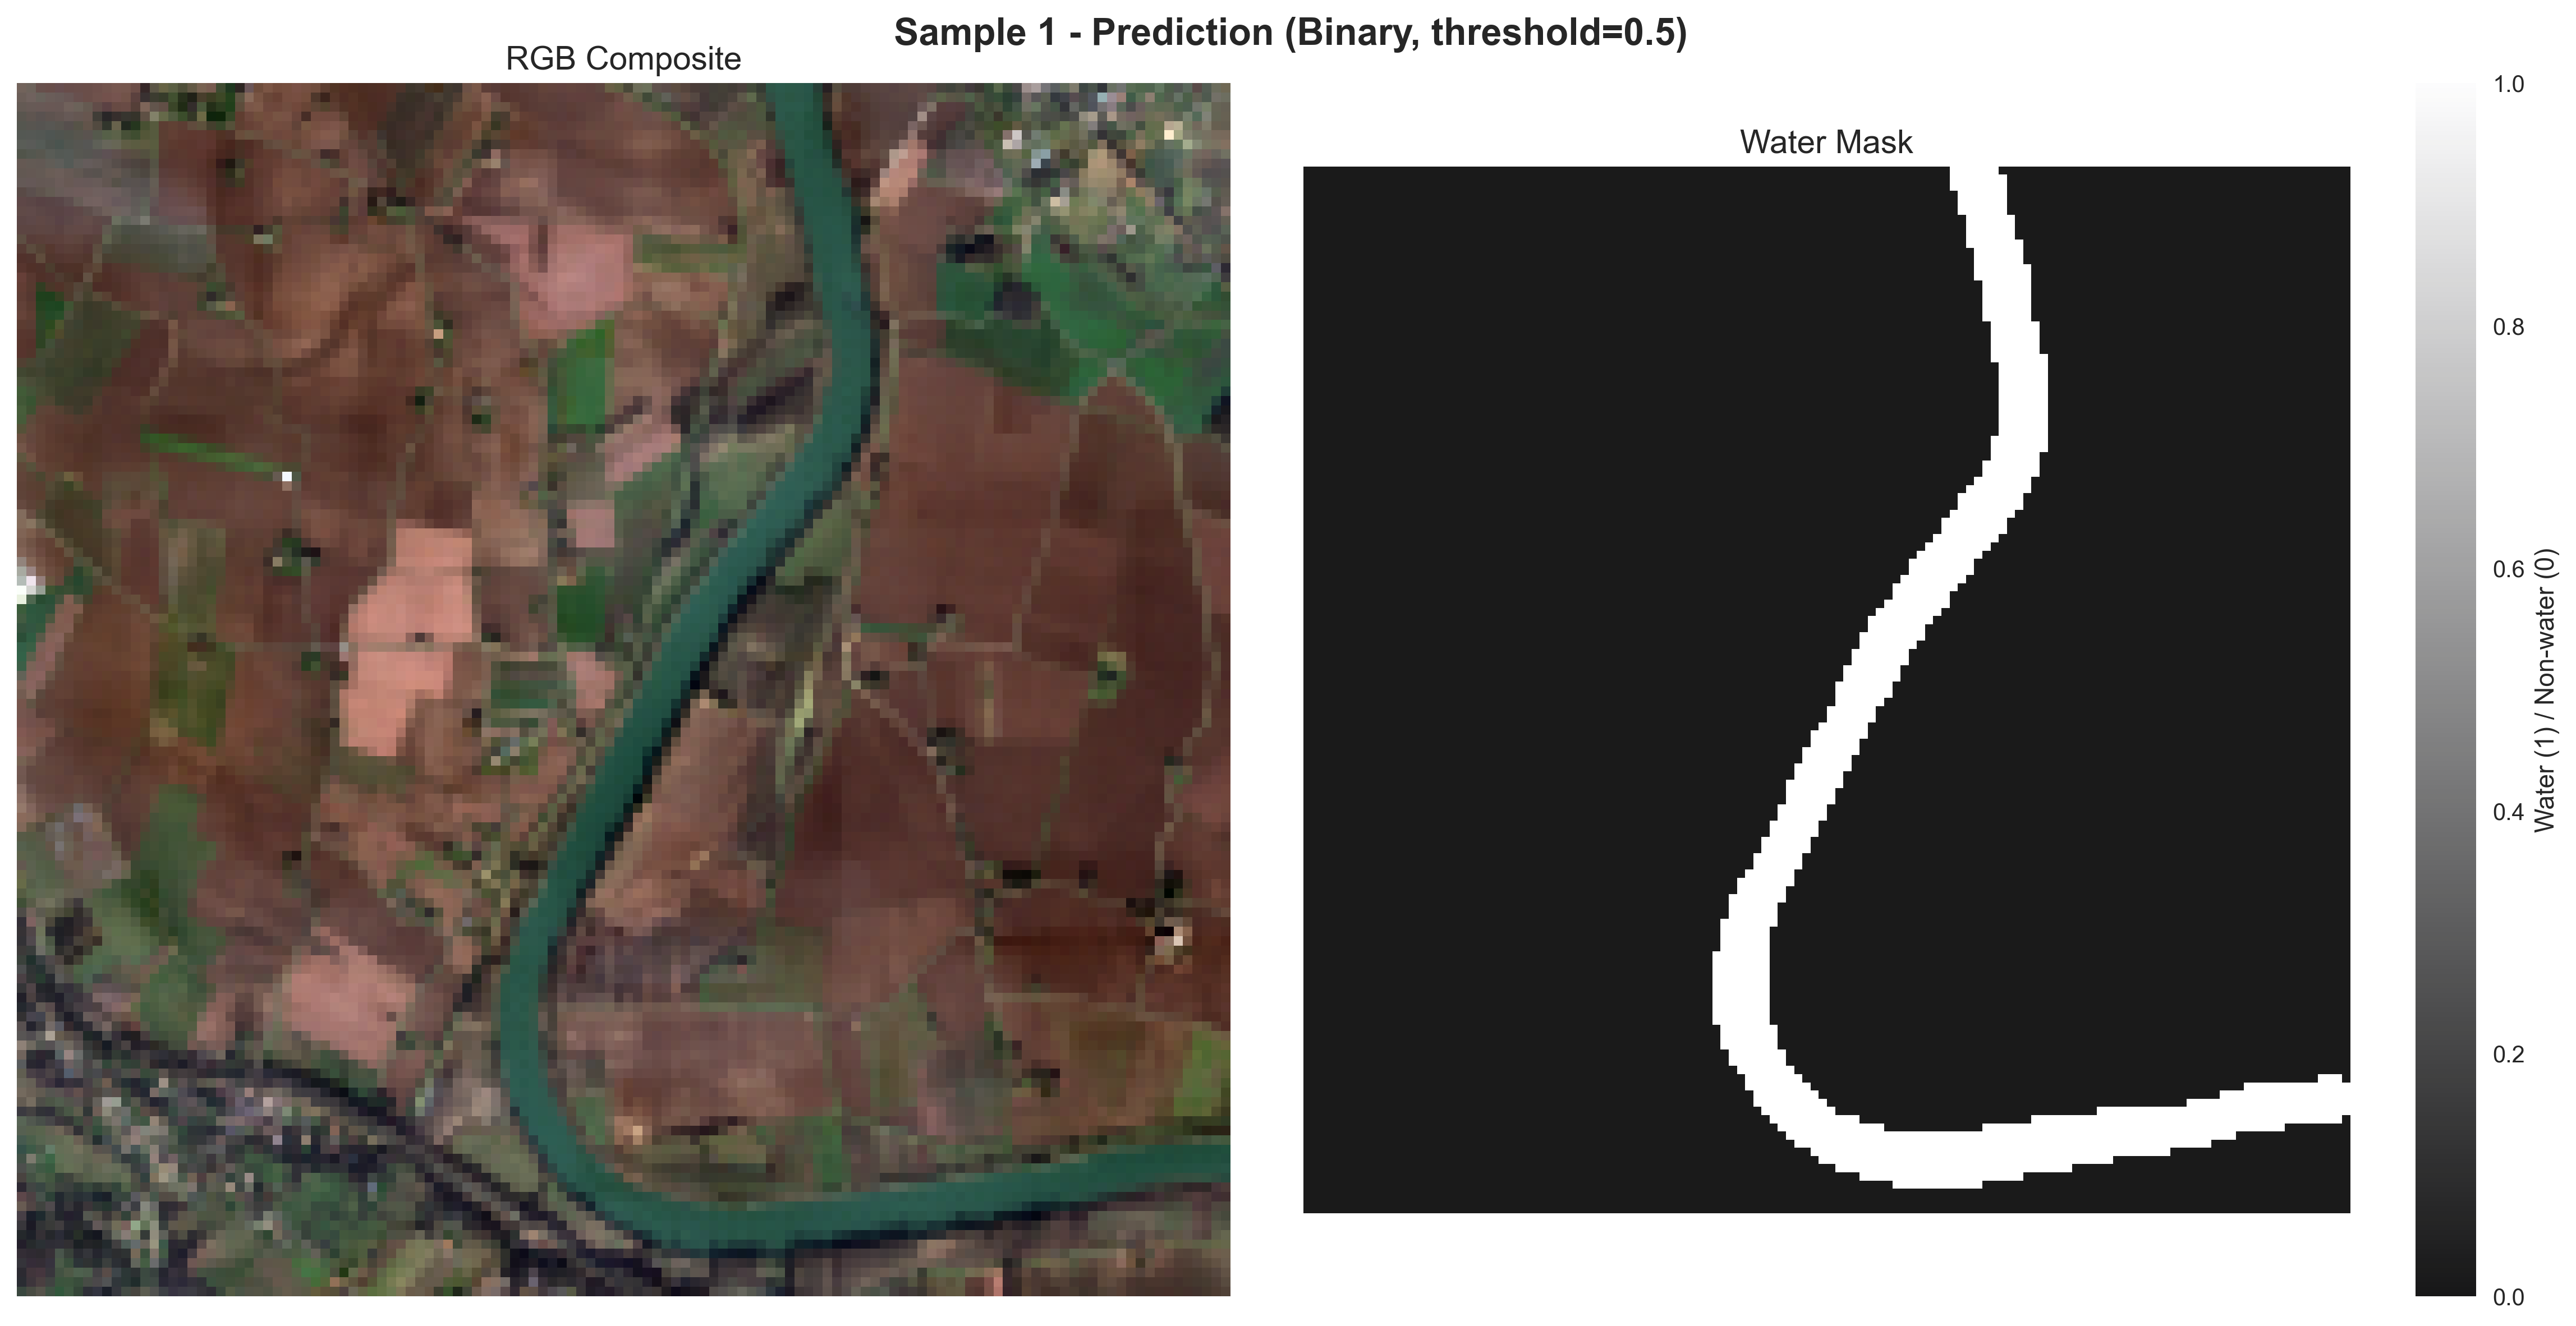 Sample 1 - Prediction (Binary, threshold=0.5)
RGB Composite
Water Mask
1.0
0.8
0.6
0.4
0.2
0.0
Water (1) / Non-water (0)